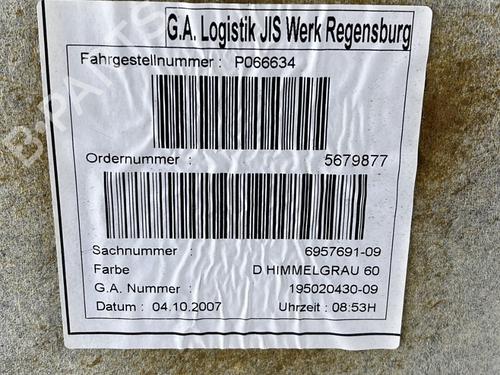 G.A. Logistik JIS Werk Regensburg
Fahrgestellnummer : P066634
Ordernummer : 5679877
Sachnummer : 6957691-09
Farbe D HIMMELGRAU 60
G.A. Nummer : 195020430-09
Datum : 04.10.2007 Uhrzeit : 08:53H